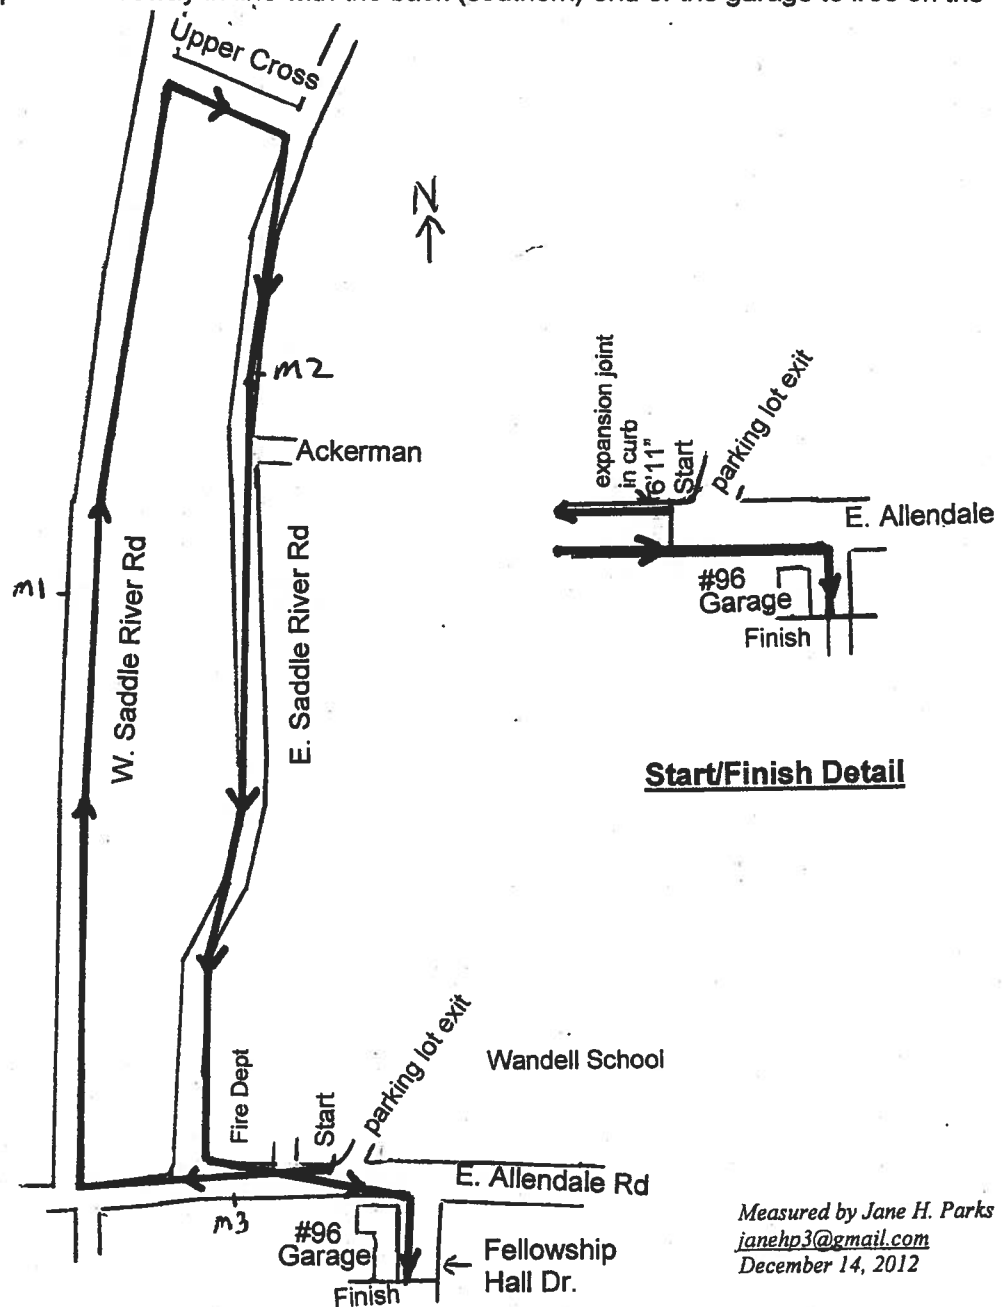 Upper Cross
N
m2
Ackerman
expansion joint
in curb
6'11"
Start
parking lot exit
E. Allendale
#96
Garage
Finish
m1
W. Saddle River Rd
E. Saddle River Rd
Start/Finish Detail
Fire Dept
Start
parking lot exit
Wandell School
E. Allendale Rd
m3
#96
Garage
Finish
Fellowship
Hall Dr.
Measured by Jane H. Parks
janehp3@gmail.com
December 14, 2012